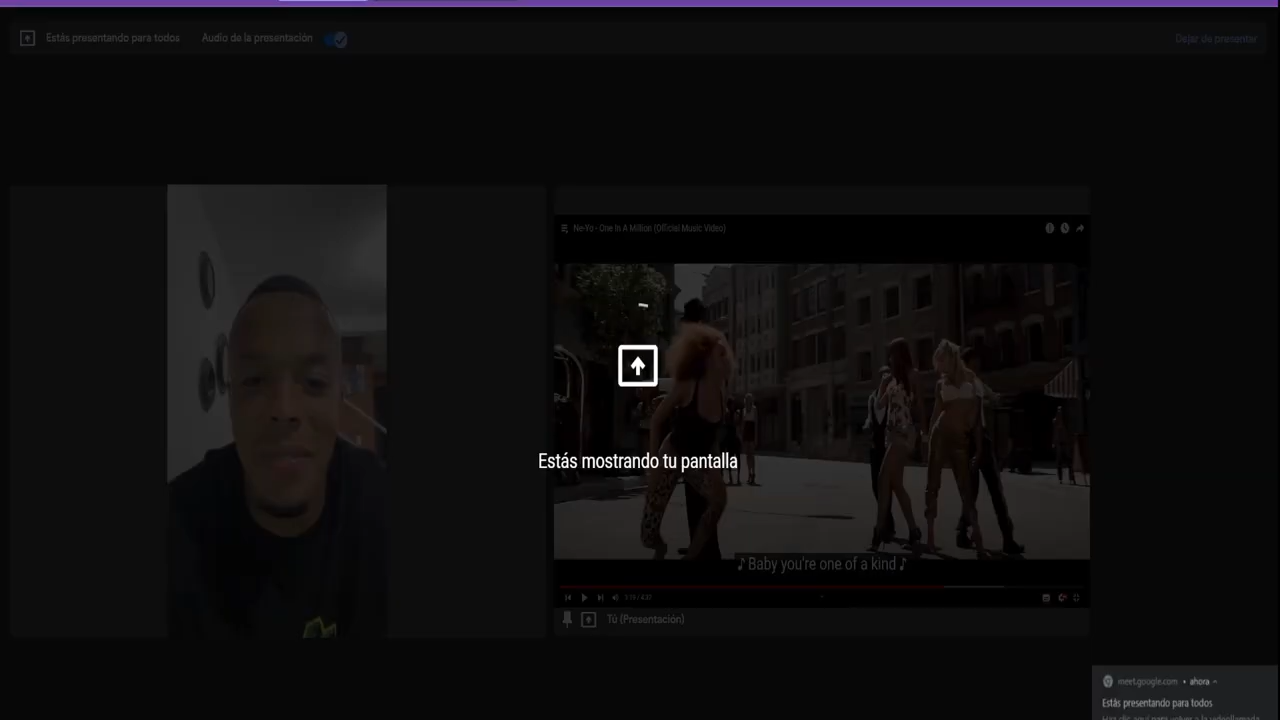 Estás presentando para todos Audio de la presentación Dejar de presentar
Ne-Yo - One In A Million (Official Music Video)
Estás mostrando tu pantalla
♪ Baby you're one of a kind ♪
Tú (Presentación)
meet.google.com • ahora
Estás presentando para todos